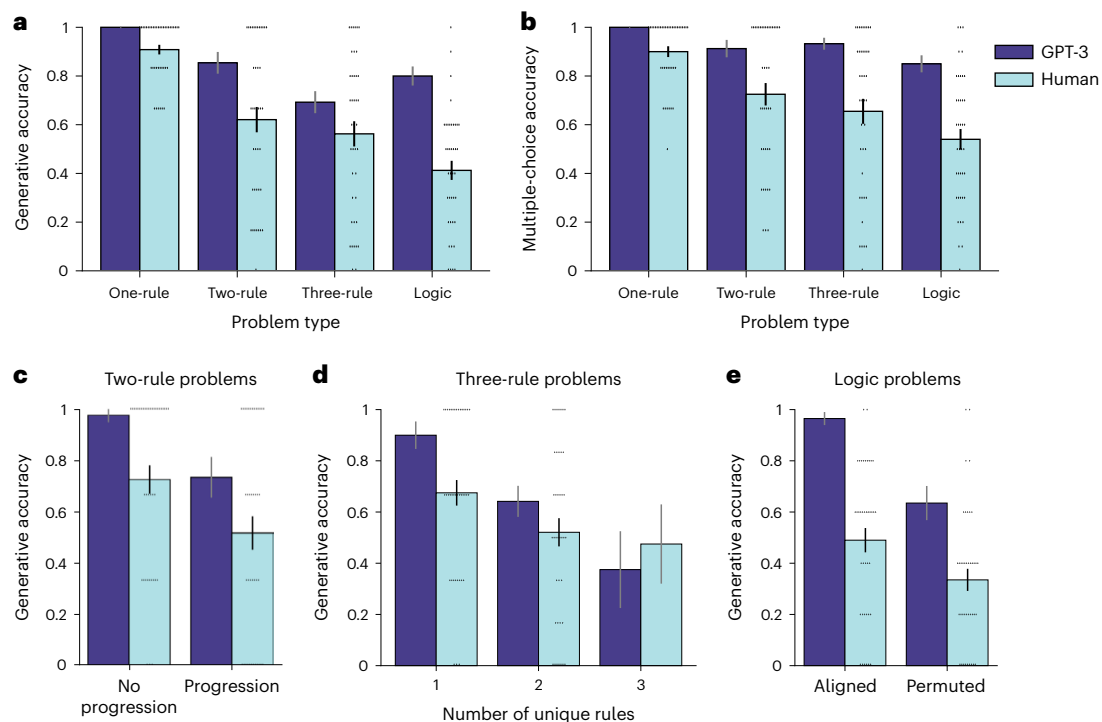 a
Generative accuracy
1
0.8
0.6
0.4
0.2
0
One-rule Two-rule Three-rule Logic
Problem type
b
Multiple-choice accuracy
1
0.8
0.6
0.4
0.2
0
One-rule Two-rule Three-rule Logic
Problem type
GPT-3
Human
c
Two-rule problems
Generative accuracy
1
0.8
0.6
0.4
0.2
0
No progression Progression
d
Three-rule problems
Generative accuracy
1
0.8
0.6
0.4
0.2
0
1 2 3
Number of unique rules
e
Logic problems
Generative accuracy
1
0.8
0.6
0.4
0.2
0
Aligned Permuted